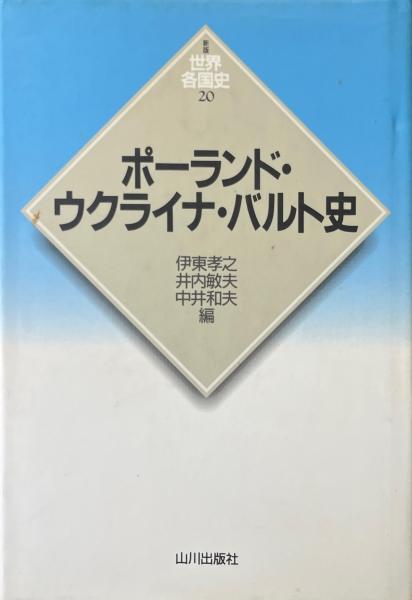 新版
世界
各国史
20
ポーランド・
ウクライナ・バルト史
伊東孝之
井内敏夫
中井和夫
編
山川出版社